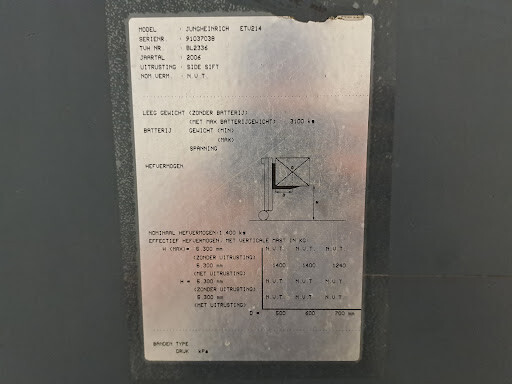 MODEL : JUNGHEINRICH ETV214
SERIENR. : 91037038
TVH NR. : BL2336
JAARTAL : 2006
UITRUSTING : SIDE SIFT
NOM.VERM. : N.V.T.
LEEG GEWICHT (ZONDER BATTERIJ)
(MET MAX BATTERIJGEWICHT) 3100 kg
BATTERIJ GEWICHT (MIN)
(MAX)
SPANNING
HEFVERMOGEN
NOMINAAL HEFVERMOGEN: 1 400 kg
EFFECTIEF HEFVERMOGEN, MET VERTICALE MAST IN KG
H (MAX)= 6.300 mm N.V.T. N.V.T. N.V.T.
(ZONDER UITRUSTING)
6.300 mm 1400 1400 1240
(MET UITRUSTING)
H = 6.300 mm N.V.T. N.V.T. N.V.T.
(ZONDER UITRUSTING)
6.300 mm N.V.T. N.V.T. N.V.T.
(MET UITRUSTING)
D = 500 600 700 mm
BANDEN TYPE
DRUK : kPa